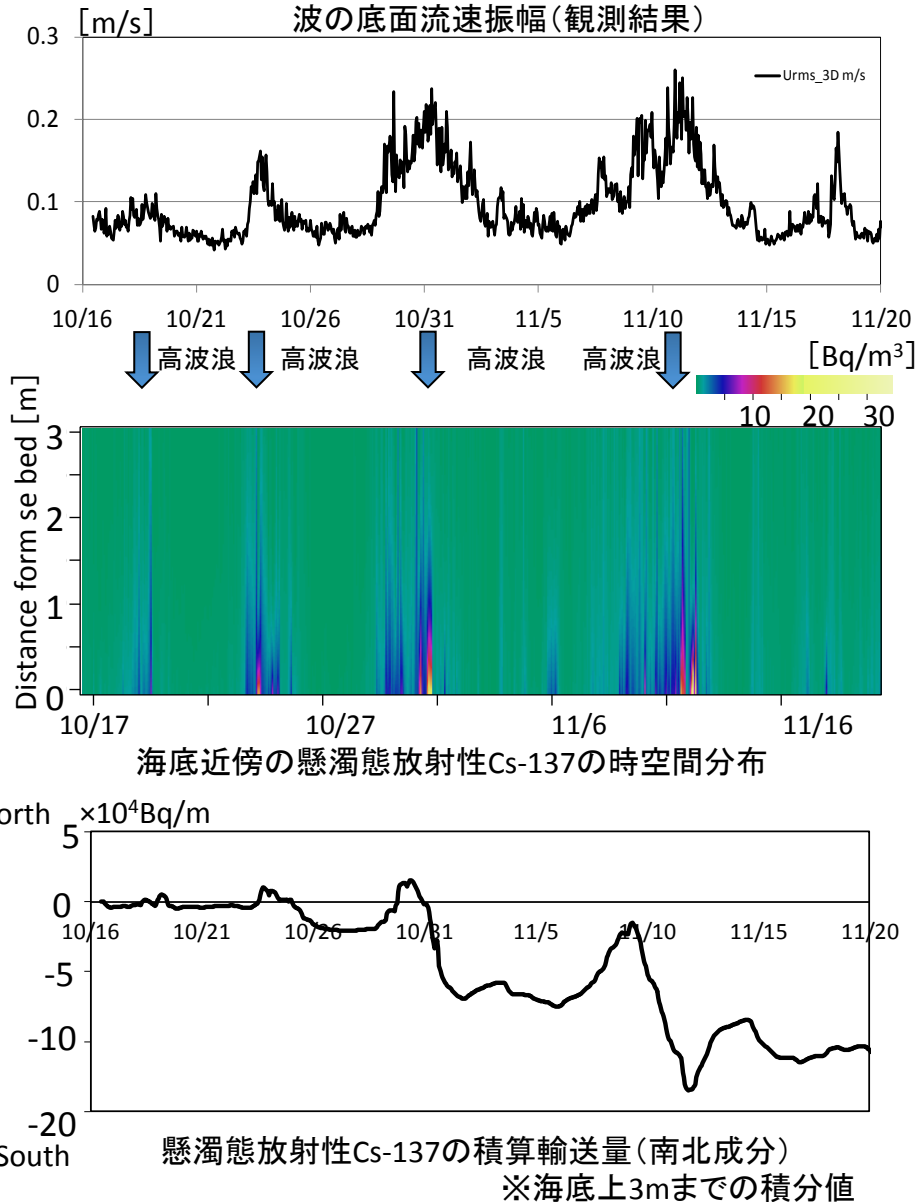 [m/s] 波の底面流速振幅(観測結果)
0.3
Urms_3D m/s
0.2
0.1
0
10/16 10/21 10/26 10/31 11/5 11/10 11/15 11/20
高波浪 高波浪 高波浪 高波浪 [Bq/m³]
10 20 30
Distance form se bed [m]
3
2
1
0
10/17 10/27 11/6 11/16
海底近傍の懸濁態放射性Cs-137の時空間分布
orth ×10⁴Bq/m
5
0
10/16 10/21 10/26 10/31 11/5 11/10 11/15 11/20
-5
-10
-20
South 懸濁態放射性Cs-137の積算輸送量(南北成分)
※海底上3mまでの積分値